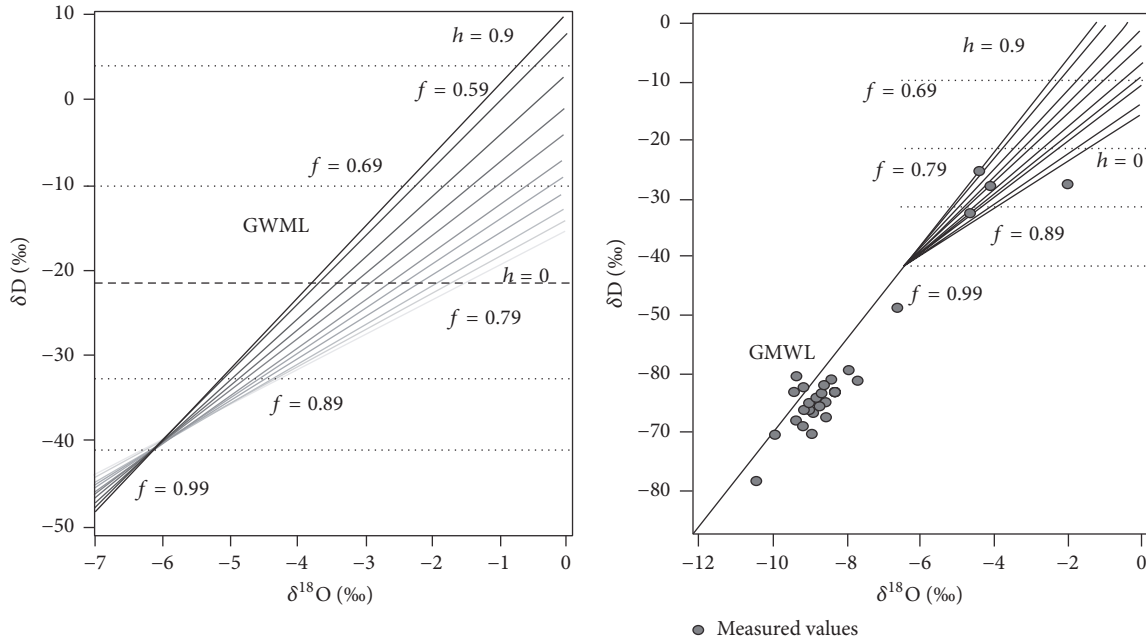 10
0
−10
−20
−30
−40
−50
δD (‰)
h = 0.9
f = 0.59
f = 0.69
GWML
h = 0
f = 0.79
f = 0.89
f = 0.99
−7 −6 −5 −4 −3 −2 −1 0
δ¹⁸O (‰)
0
−10
−20
−30
−40
−50
−80
−70
−80
δD (‰)
h = 0.9
f = 0.69
f = 0.79
h = 0
f = 0.89
f = 0.99
GMWL
−12 −10 −8 −6 −4 −2 0
δ¹⁸O (‰)
Measured values